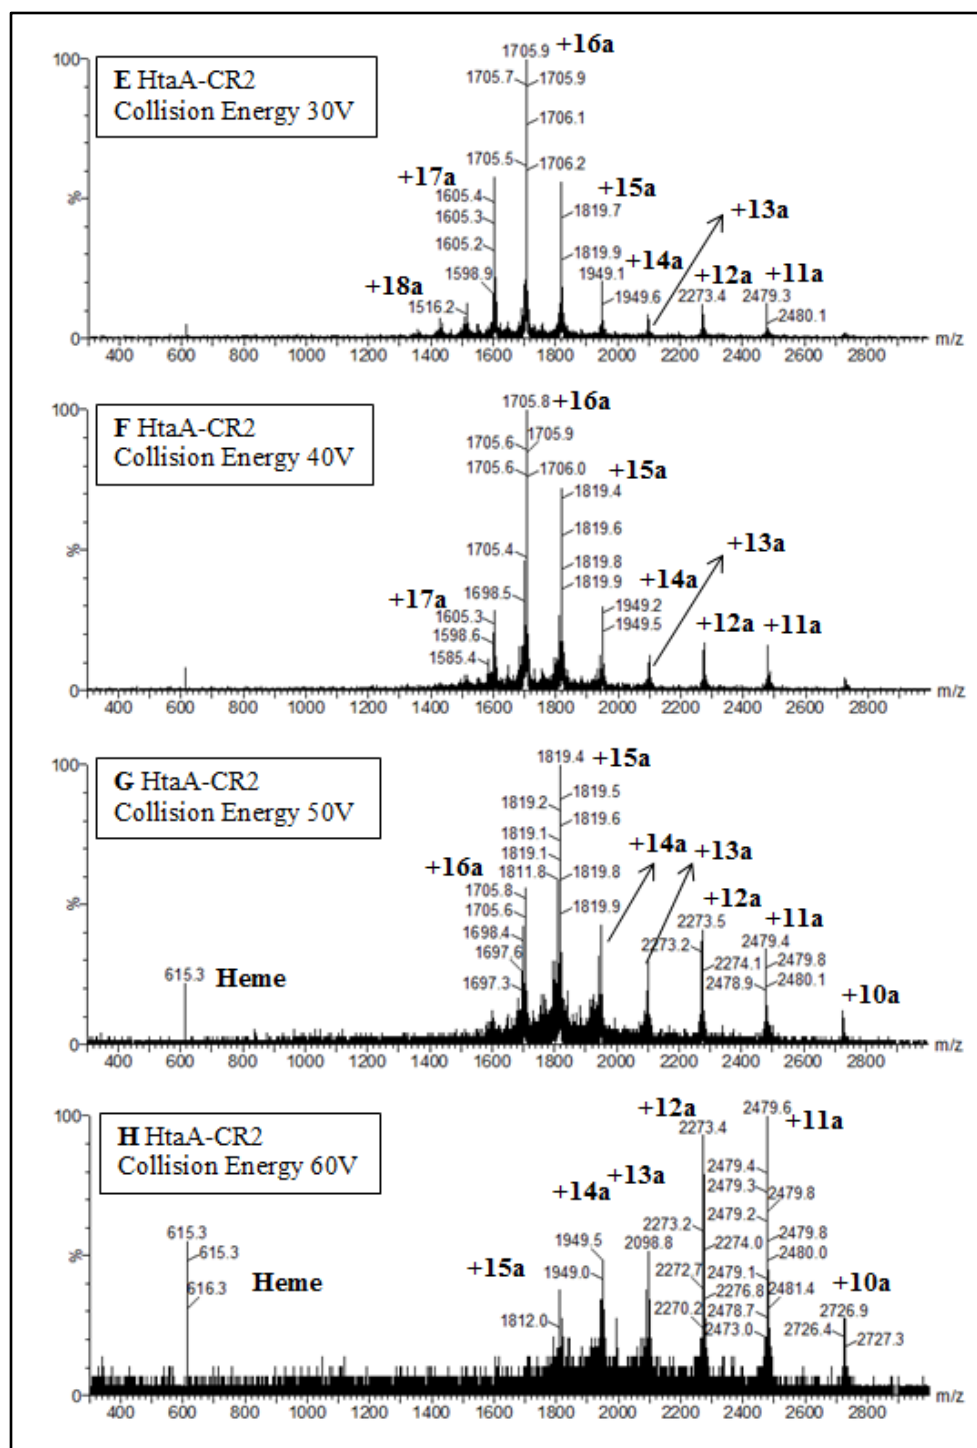 1705.9 +16a
100
E HtaA-CR2
Collision Energy 30V
1705.7 1705.9
1706.1
1705.5 1706.2
+17a
1605.4 +15a
1605.3 1819.7
1605.2 1819.9
1598.9 1949.1 +14a
+13a
+18a
1516.2 1949.6
+12a
2273.4
+11a
2479.3
2480.1
%
0
400 600 800 1000 1200 1400 1600 1800 2000 2200 2400 2600 2800 m/z
1705.8 +16a
100
F HtaA-CR2
Collision Energy 40V
1705.6 1705.9
1705.6 1706.0
+15a
1819.4
1819.6
1705.4 1819.8
1698.5 1819.9
+17a
1605.3
1598.6
1585.4
+14a
1949.2
1949.5
+13a
+12a +11a
%
0
400 600 800 1000 1200 1400 1600 1800 2000 2200 2400 2600 2800 m/z
1819.4 +15a
100
G HtaA-CR2
Collision Energy 50V
1819.2 1819.5
1819.1 1819.6
1819.1
1811.8 1819.8
1819.9
+16a
1705.8
1705.6
1698.4
1697.6
1697.3
+14a +13a
+12a
2273.5
2273.2 2274.1
+11a
2479.4
2479.8
2478.9 2480.1
+10a
615.3 Heme
%
0
400 600 800 1000 1200 1400 1600 1800 2000 2200 2400 2600 2800 m/z
100
H HtaA-CR2
Collision Energy 60V
+12a
2273.4
2479.6 +11a
2479.4
2479.3
2479.8
2479.2
+14a +13a
2273.2 2479.8
2274.0 2480.0
1949.5 2098.8
1949.0
2272.7 2479.1
2276.8 2481.4
2270.2 2478.7
2473.0
+10a
2726.9
2726.4 2727.3
+15a
1812.0
615.3
615.3
616.3 Heme
%
0
400 600 800 1000 1200 1400 1600 1800 2000 2200 2400 2600 2800 m/z